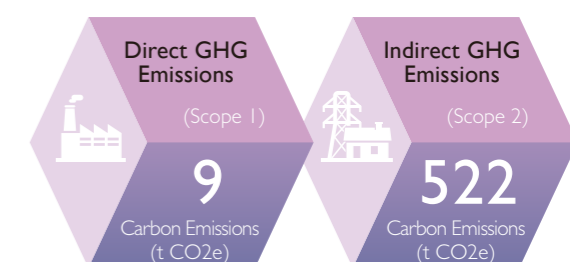 Direct GHG
Emissions
(Scope 1)
9
Carbon Emissions
(t CO2e)
Indirect GHG
Emissions
(Scope 2)
522
Carbon Emissions
(t CO2e)